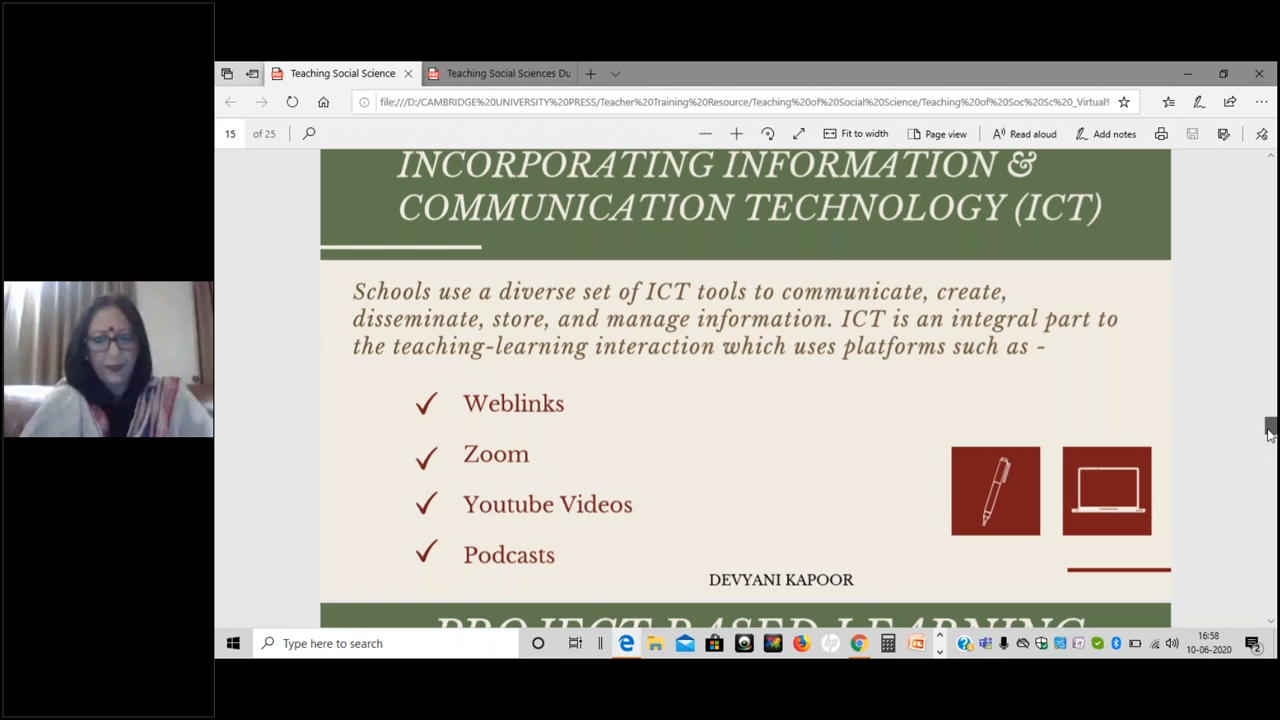 Teaching Social Science
Teaching Social Sciences Du
file:///D:/CAMBRIDGE%20UNIVERSITY%20PRESS/Teacher%20Training%20Resource/Teaching%20of%20Social%20Science/Teaching%20of%20Soc%20Sc%20_Virtual%
15 of 25
Fit to width
Page view
Read aloud
Add notes
INCORPORATING INFORMATION &
COMMUNICATION TECHNOLOGY (ICT)
Schools use a diverse set of ICT tools to communicate, create,
disseminate, store, and manage information. ICT is an integral part to
the teaching-learning interaction which uses platforms such as -
Weblinks
Zoom
Youtube Videos
Podcasts
DEVYANI KAPOOR
PROJECT BASED LEARNING
Type here to search
16:58
10-06-2020